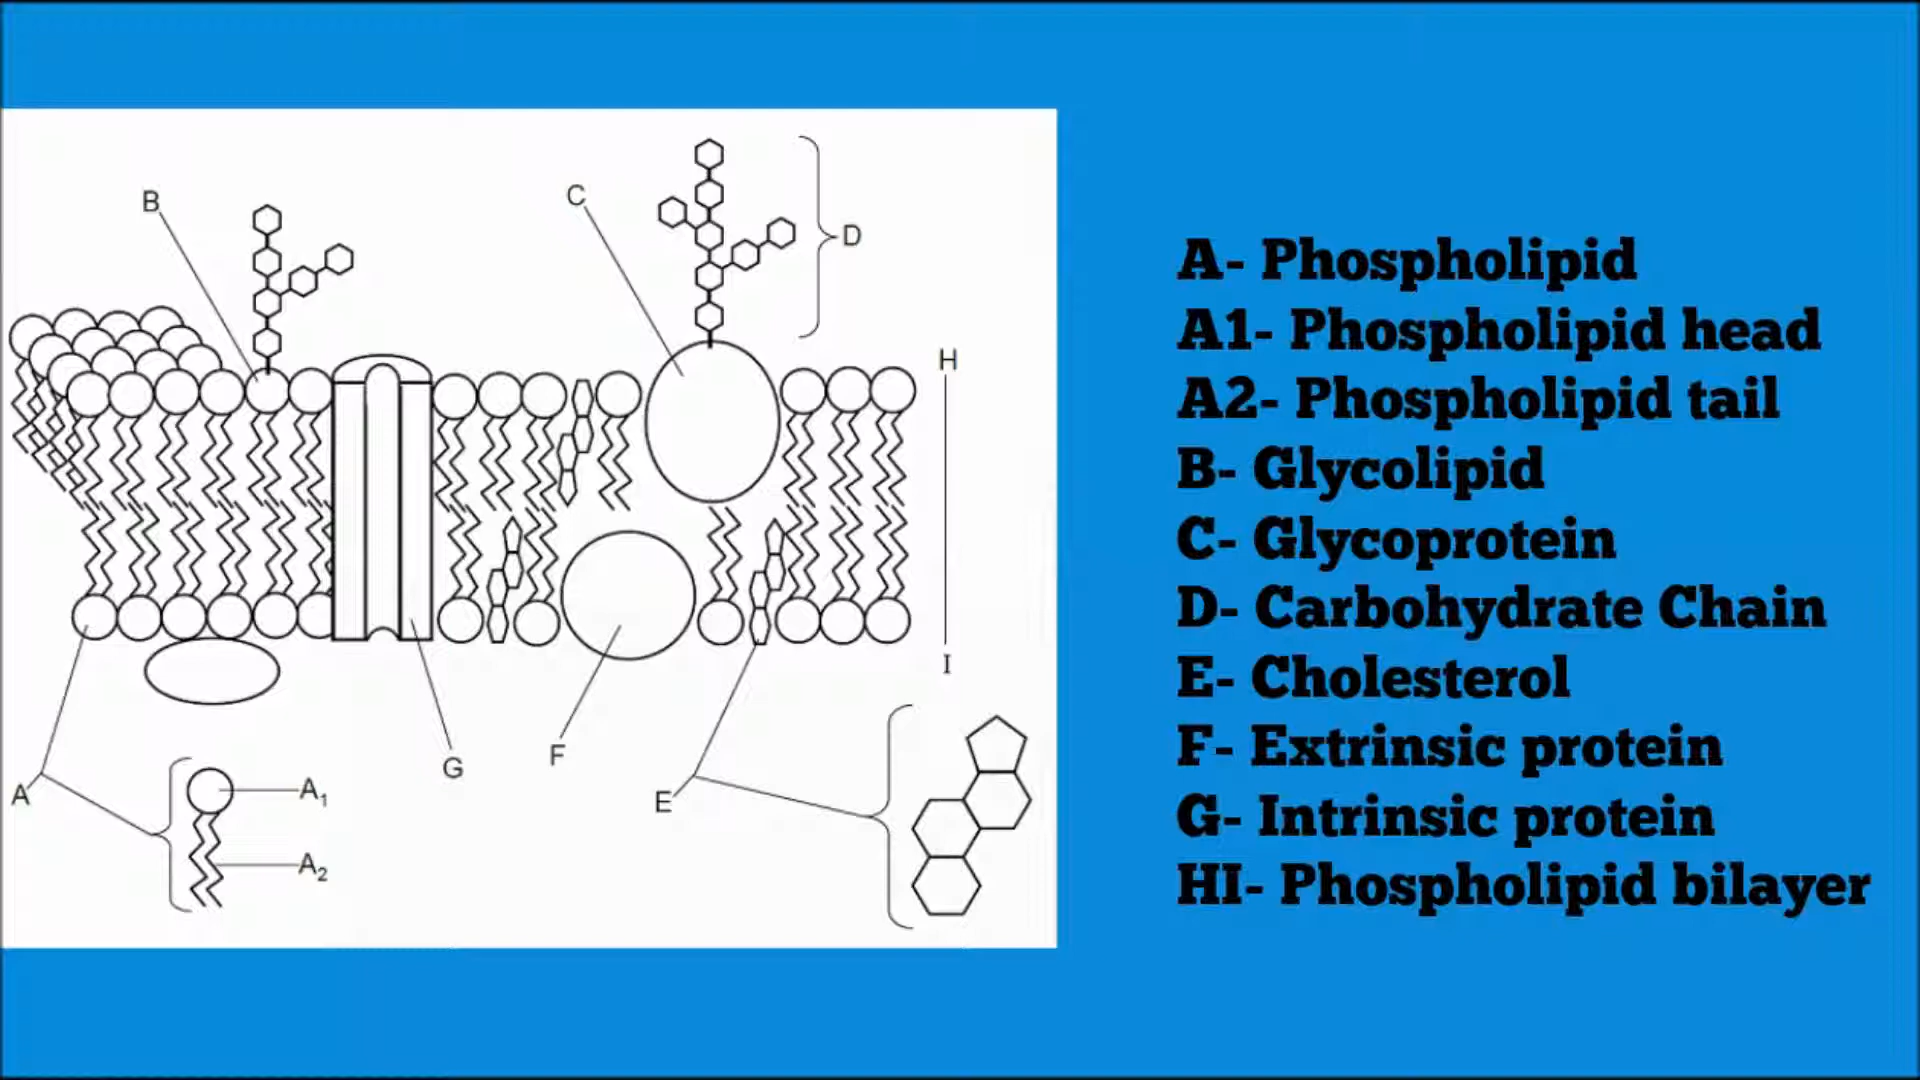 B
C
D
H
I
A
A₁
A₂
G
F
E
A- Phospholipid
A1- Phospholipid head
A2- Phospholipid tail
B- Glycolipid
C- Glycoprotein
D- Carbohydrate Chain
E- Cholesterol
F- Extrinsic protein
G- Intrinsic protein
HI- Phospholipid bilayer